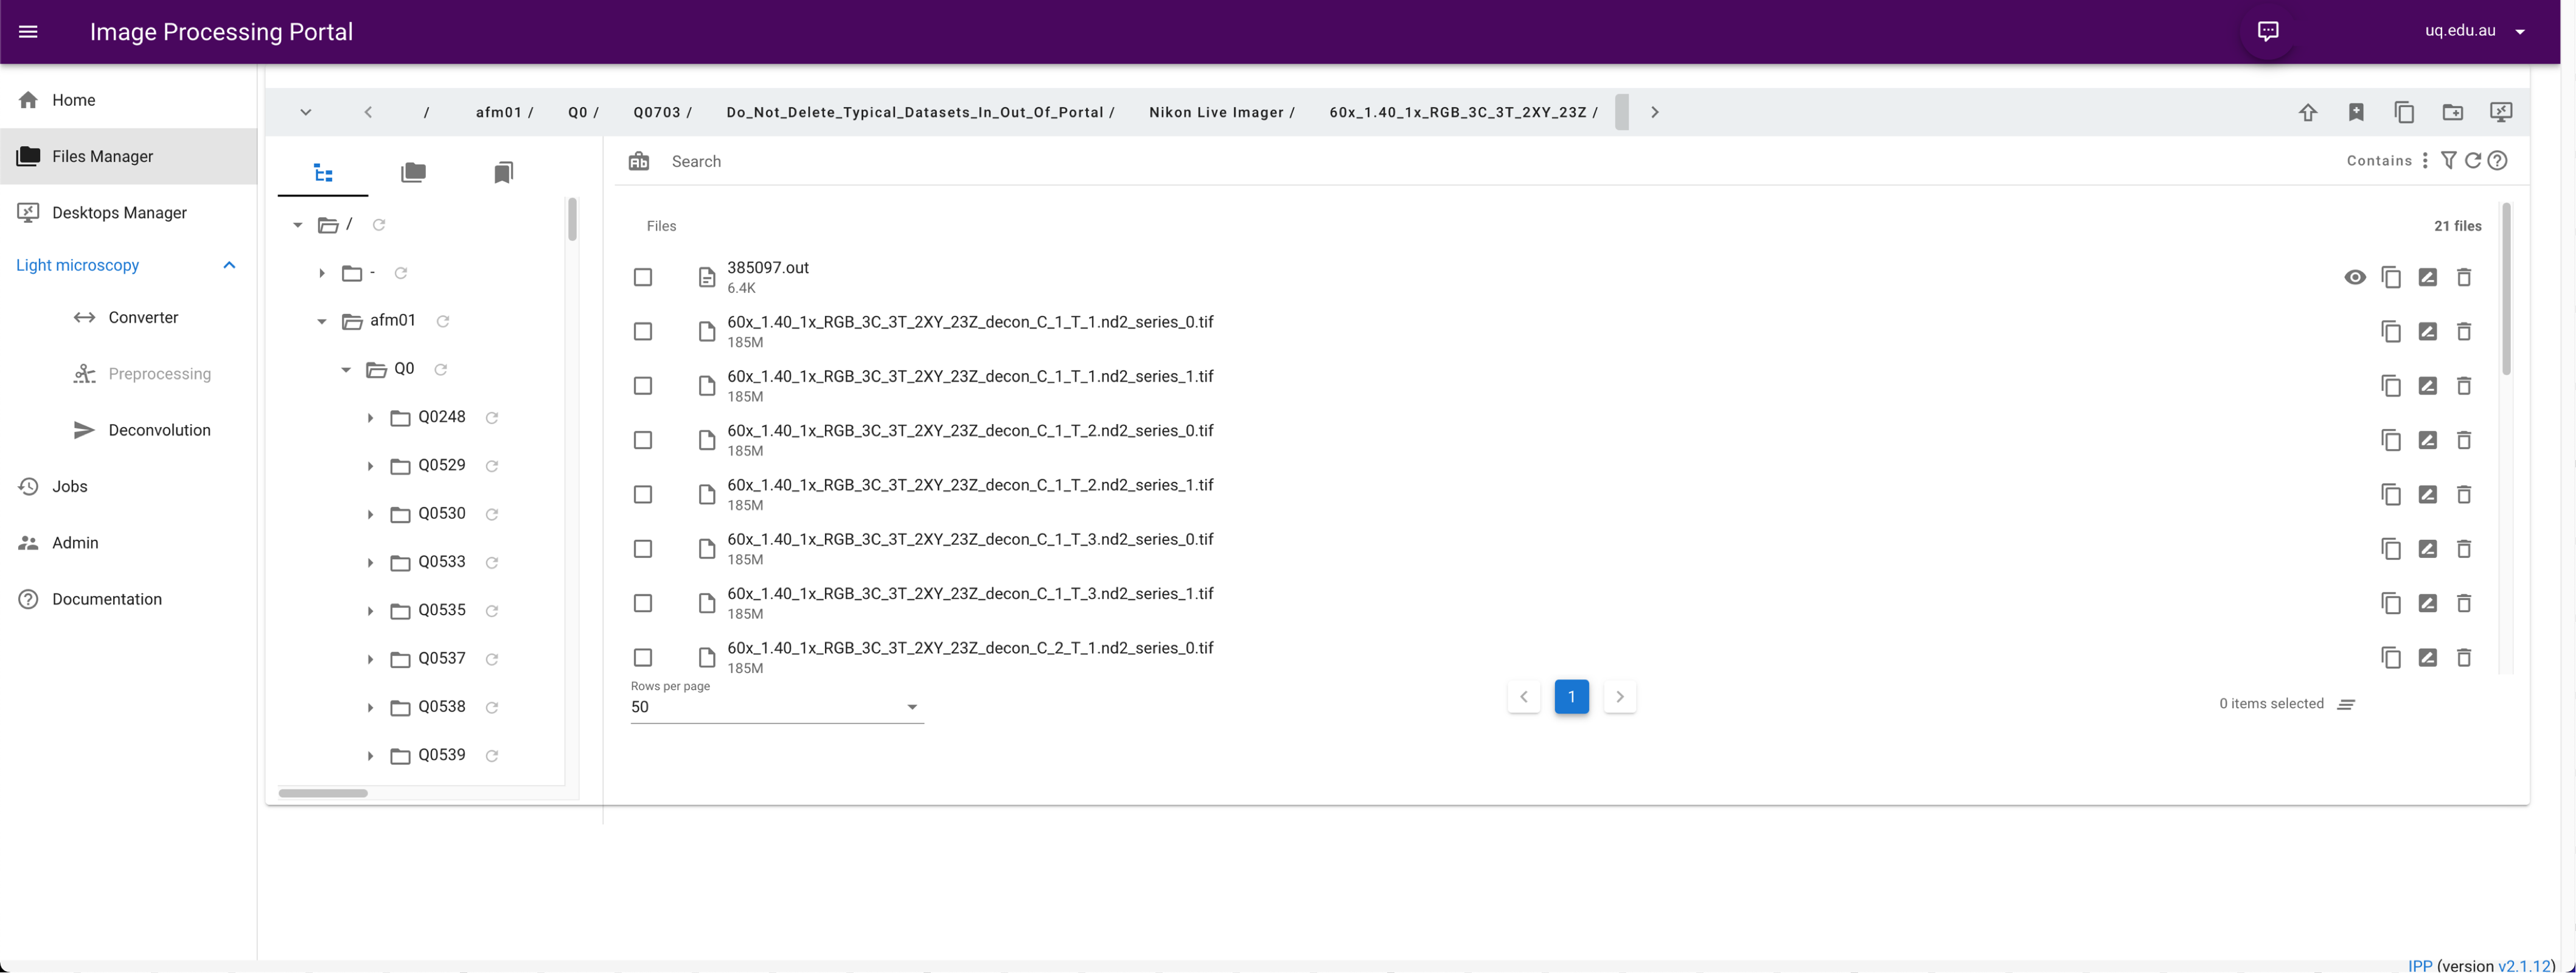 Image Processing Portal
uq.edu.au
Home
Files Manager
Desktops Manager
Light microscopy
Converter
Preprocessing
Deconvolution
Jobs
Admin
Documentation
/ afm01 / Q0 / Q0703 / Do_Not_Delete_Typical_Datasets_In_Out_Of_Portal / Nikon Live Imager / 60x_1.40_1x_RGB_3C_3T_2XY_23Z /
/
-
afm01
Q0
Q0248
Q0529
Q0530
Q0533
Q0535
Q0537
Q0538
Q0539
Ab Search Contains
Files 21 files
385097.out
6.4K
60x_1.40_1x_RGB_3C_3T_2XY_23Z_decon_C_1_T_1.nd2_series_0.tif
185M
60x_1.40_1x_RGB_3C_3T_2XY_23Z_decon_C_1_T_1.nd2_series_1.tif
185M
60x_1.40_1x_RGB_3C_3T_2XY_23Z_decon_C_1_T_2.nd2_series_0.tif
185M
60x_1.40_1x_RGB_3C_3T_2XY_23Z_decon_C_1_T_2.nd2_series_1.tif
185M
60x_1.40_1x_RGB_3C_3T_2XY_23Z_decon_C_1_T_3.nd2_series_0.tif
185M
60x_1.40_1x_RGB_3C_3T_2XY_23Z_decon_C_1_T_3.nd2_series_1.tif
185M
60x_1.40_1x_RGB_3C_3T_2XY_23Z_decon_C_2_T_1.nd2_series_0.tif
185M
Rows per page
50
1
0 items selected
IPP (version v2.1.12)